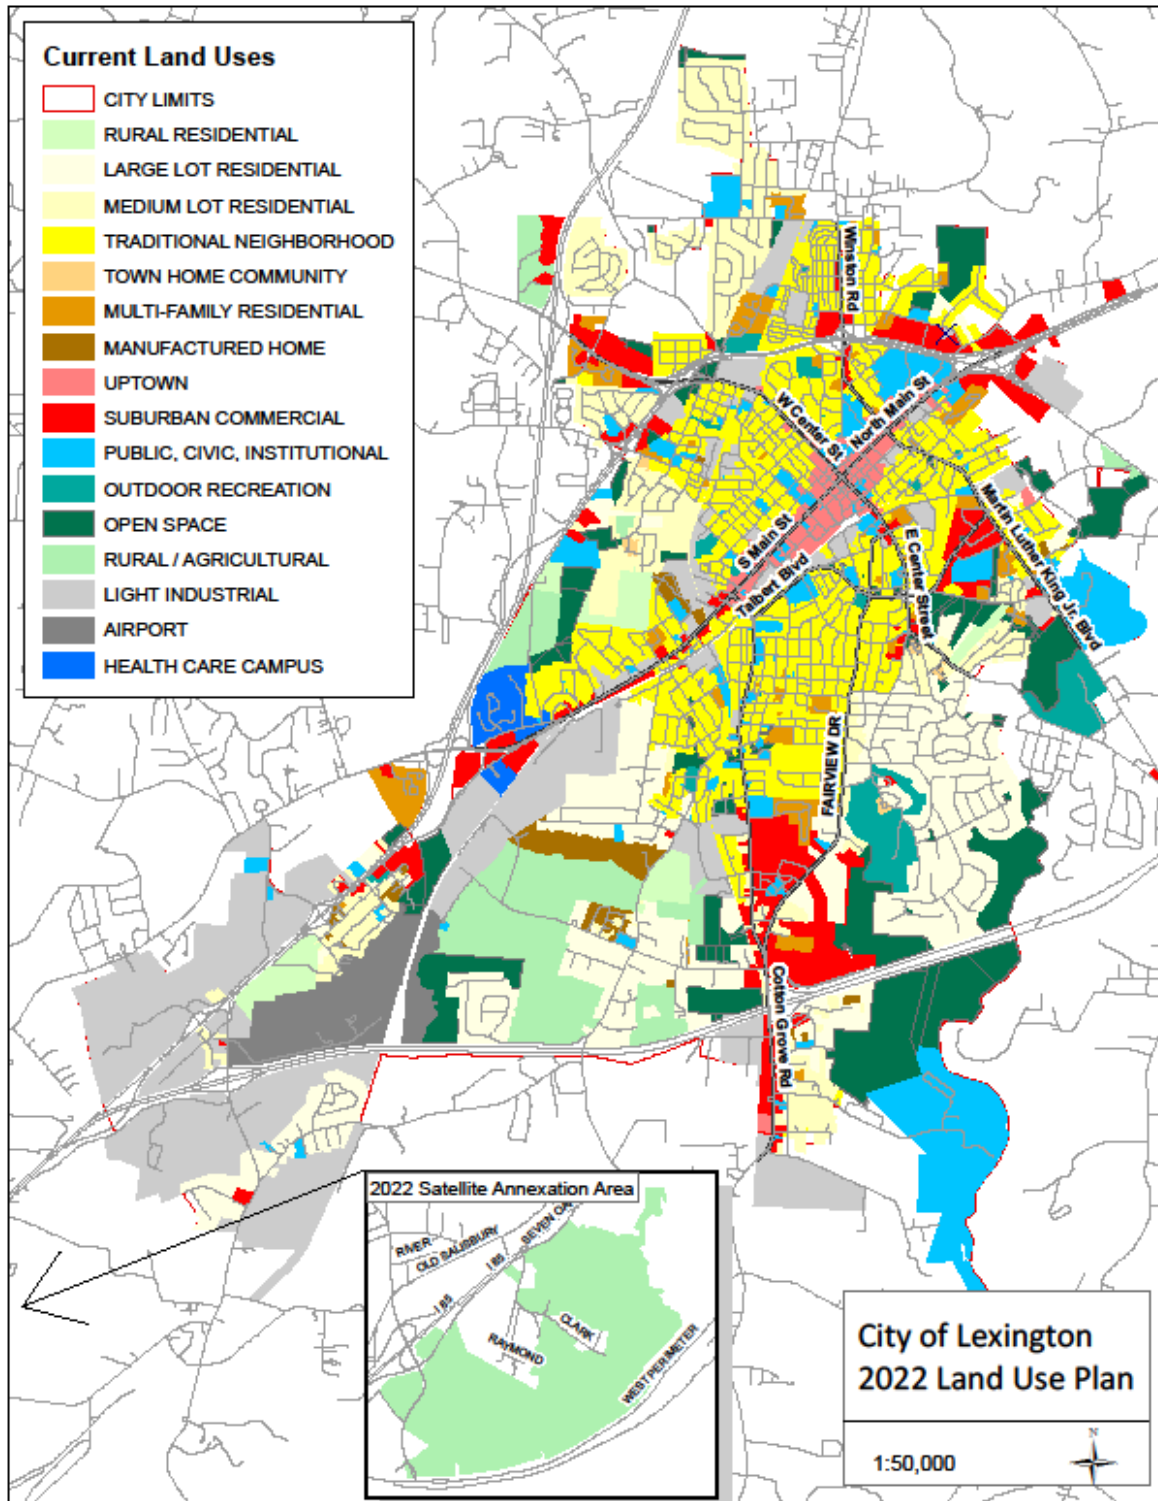 Current Land Uses
CITY LIMITS
RURAL RESIDENTIAL
LARGE LOT RESIDENTIAL
MEDIUM LOT RESIDENTIAL
TRADITIONAL NEIGHBORHOOD
TOWN HOME COMMUNITY
MULTI-FAMILY RESIDENTIAL
MANUFACTURED HOME
UPTOWN
SUBURBAN COMMERCIAL
PUBLIC, CIVIC, INSTITUTIONAL
OUTDOOR RECREATION
OPEN SPACE
RURAL / AGRICULTURAL
LIGHT INDUSTRIAL
AIRPORT
HEALTH CARE CAMPUS
Winston Rd
W Center St
North Main St
S Main St
Talbert Blvd
E Center Street
Martin Luther King Jr. Blvd
FAIRVIEW DR
Cotton Grove Rd
2022 Satellite Annexation Area
RIVER
OLD SALISBURY
I 85
SEVEN OA
I 85
CLARK
RAYMOND
WEST PERIMETER
City of Lexington
2022 Land Use Plan
1:50,000
N